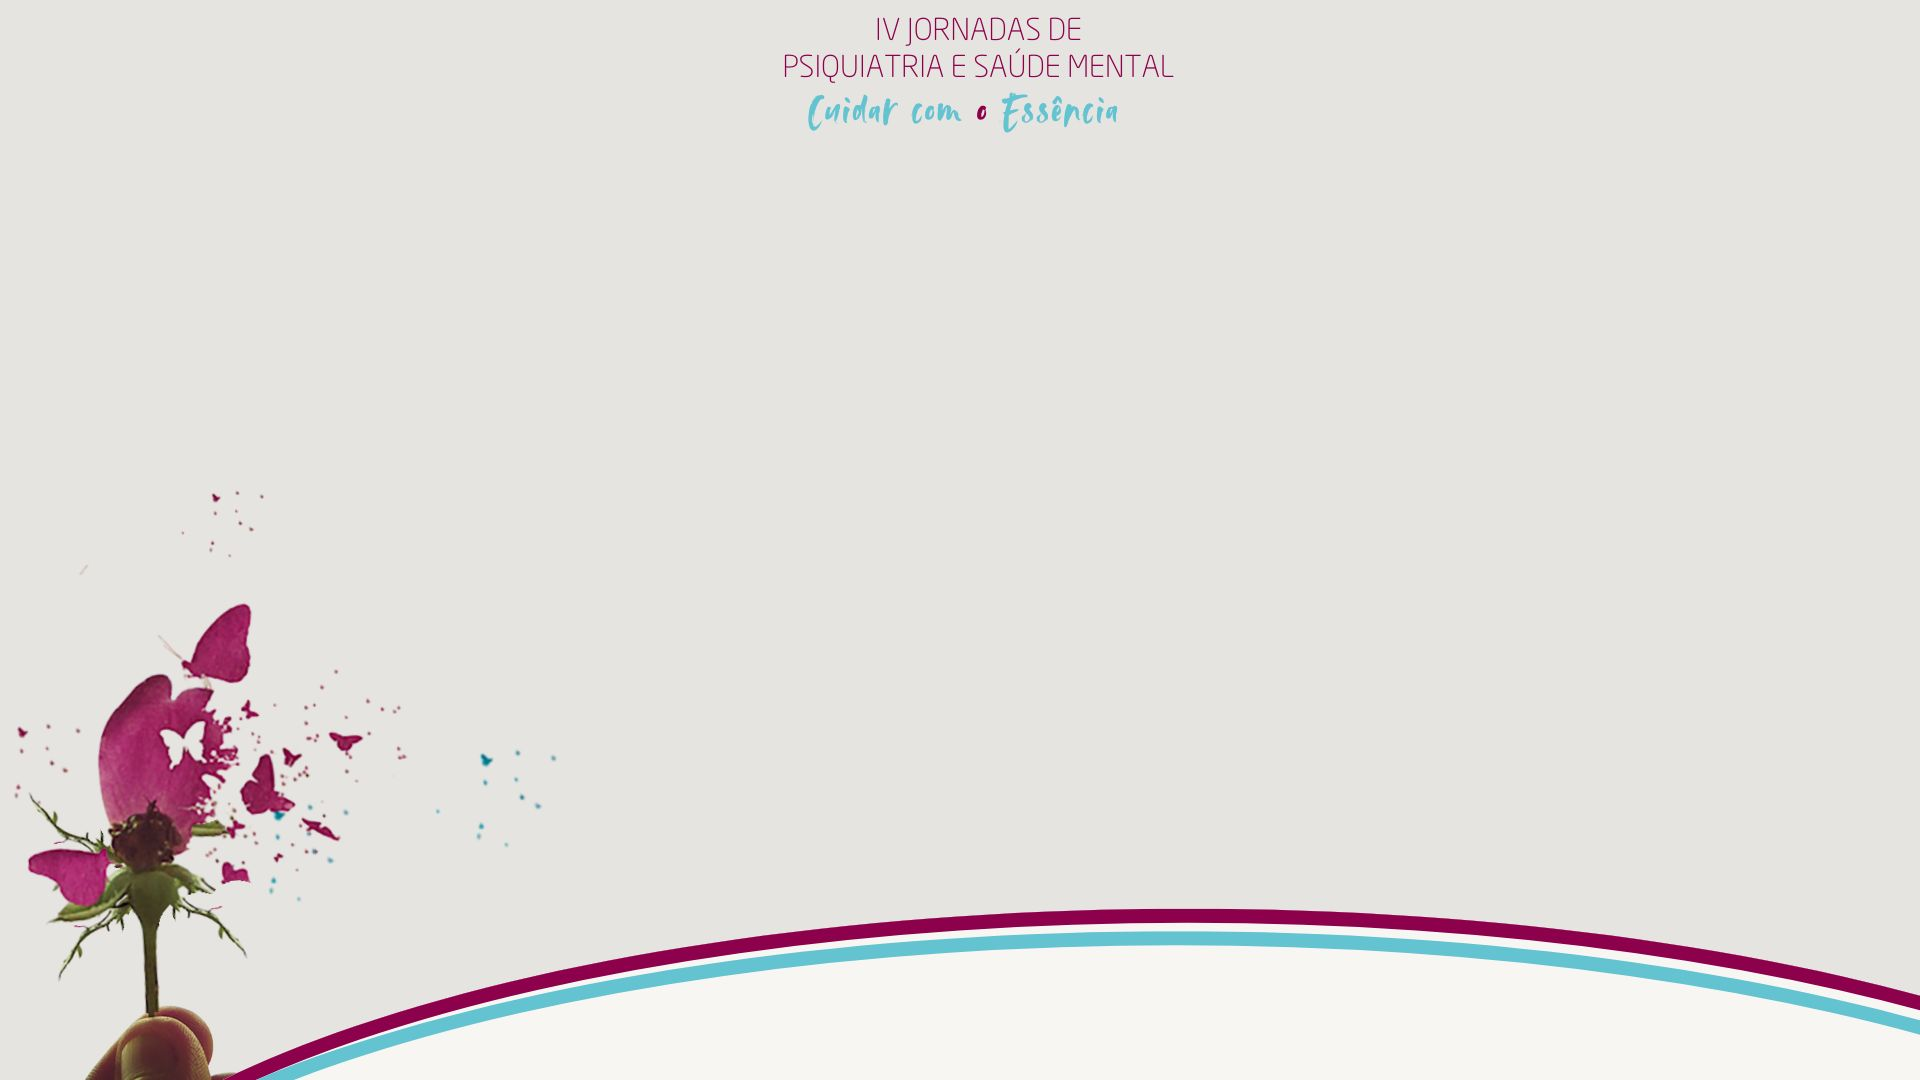 IV JORNADAS DE
PSIQUIATRIA E SAÚDE MENTAL
Cuidar com o Essência